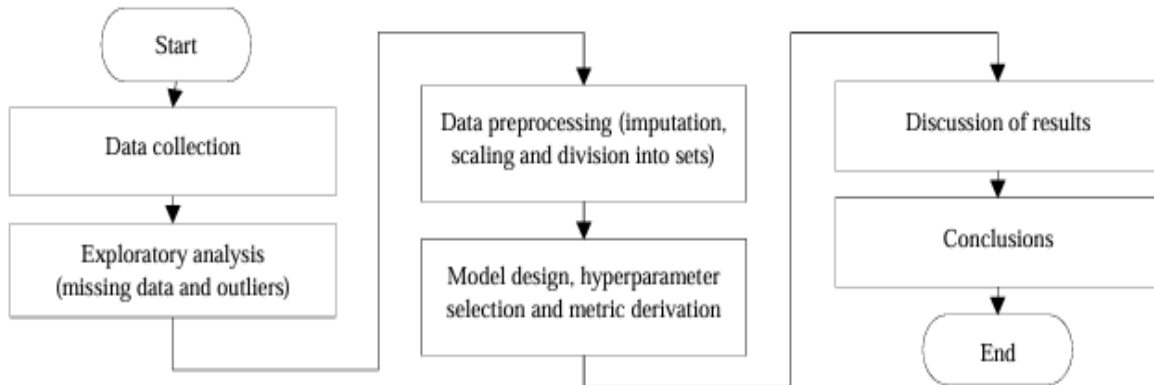 Start
Data collection
Exploratory analysis
(missing data and outliers)
Data preprocessing (imputation,
scaling and division into sets)
Model design, hyperparameter
selection and metric derivation
Discussion of results
Conclusions
End